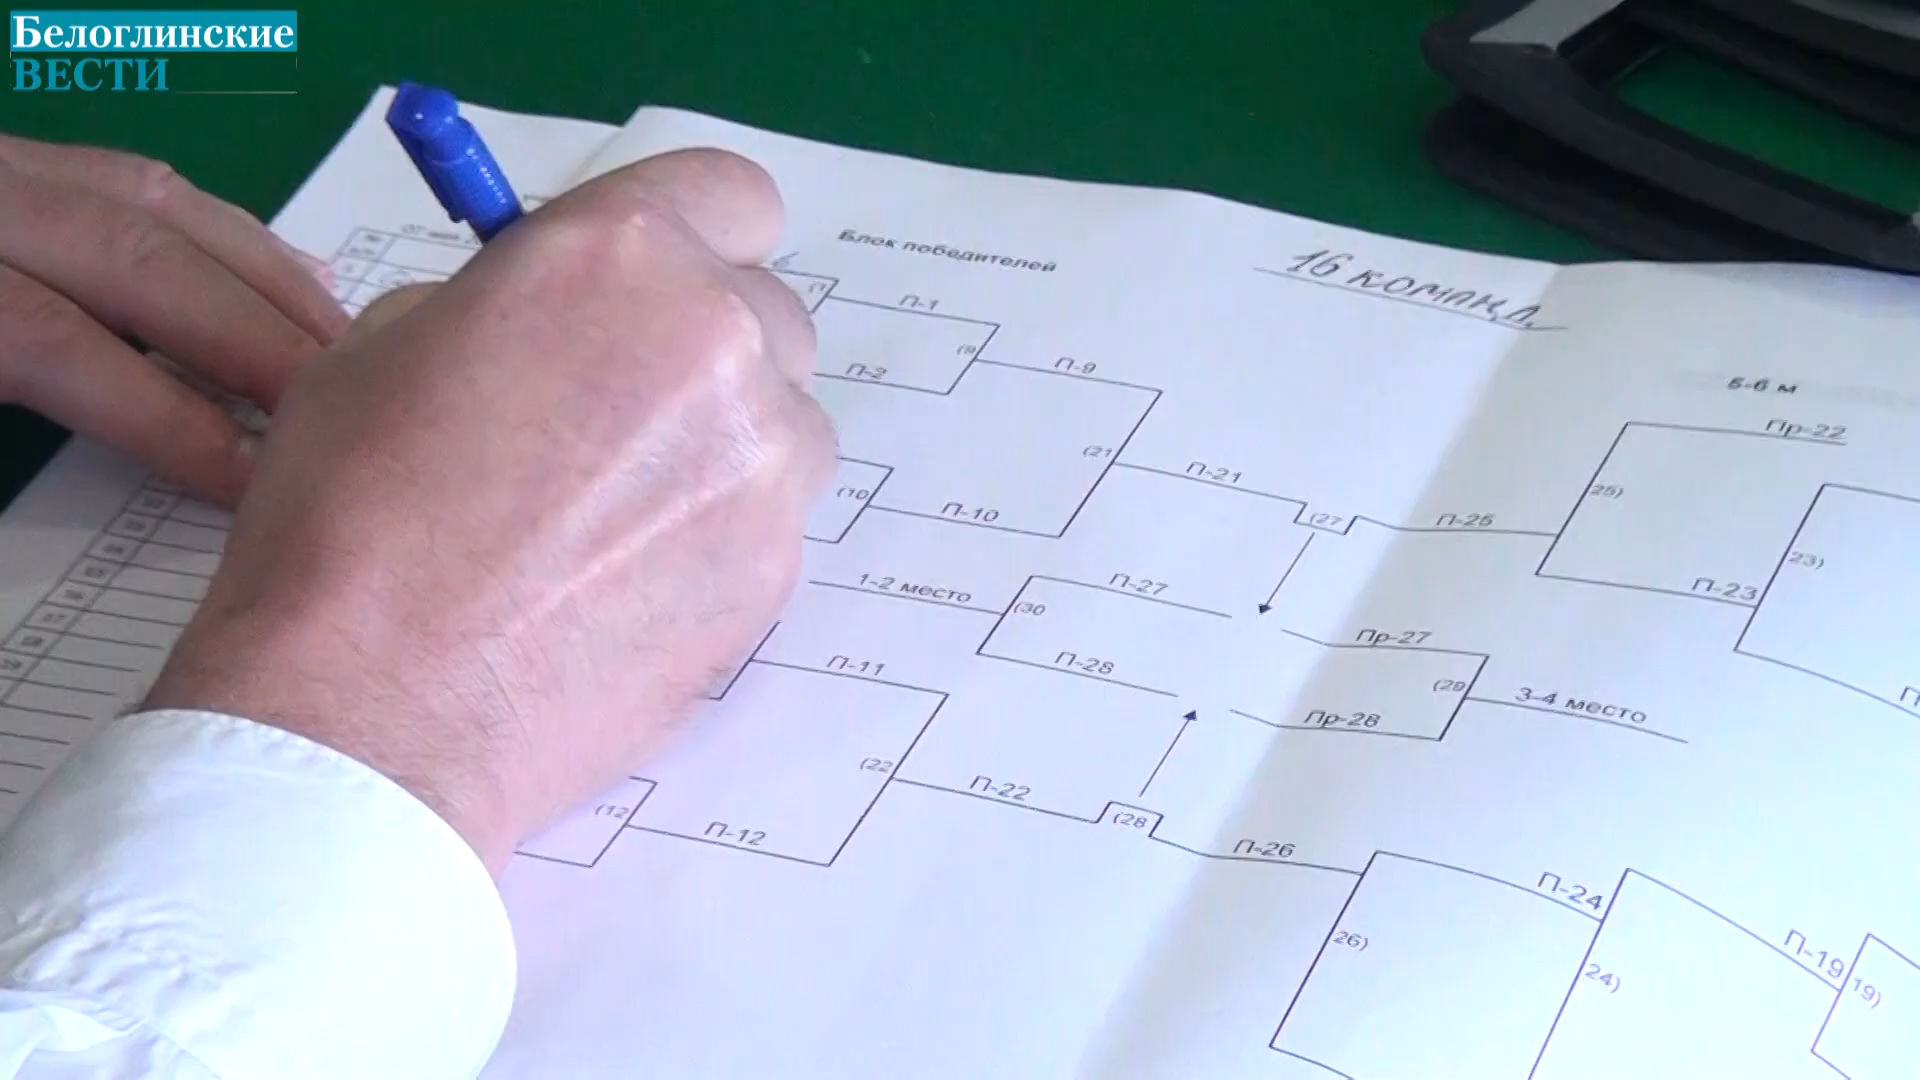 Белоглинские
ВЕСТИ
Блок победителей
16 команд.
П-1
(9
П-2
П-9
5-6 м
Пр-22
(21
25)
(10
П-10
П-21
(27
П-25
23)
П-23
1-2 место
(30
П-27
П-28
Пр-27
(29
3-4 место
Пр-28
П-11
(22
П-22
(28
(12
П-12
П-26
П-24
26)
24)
П-19
19)